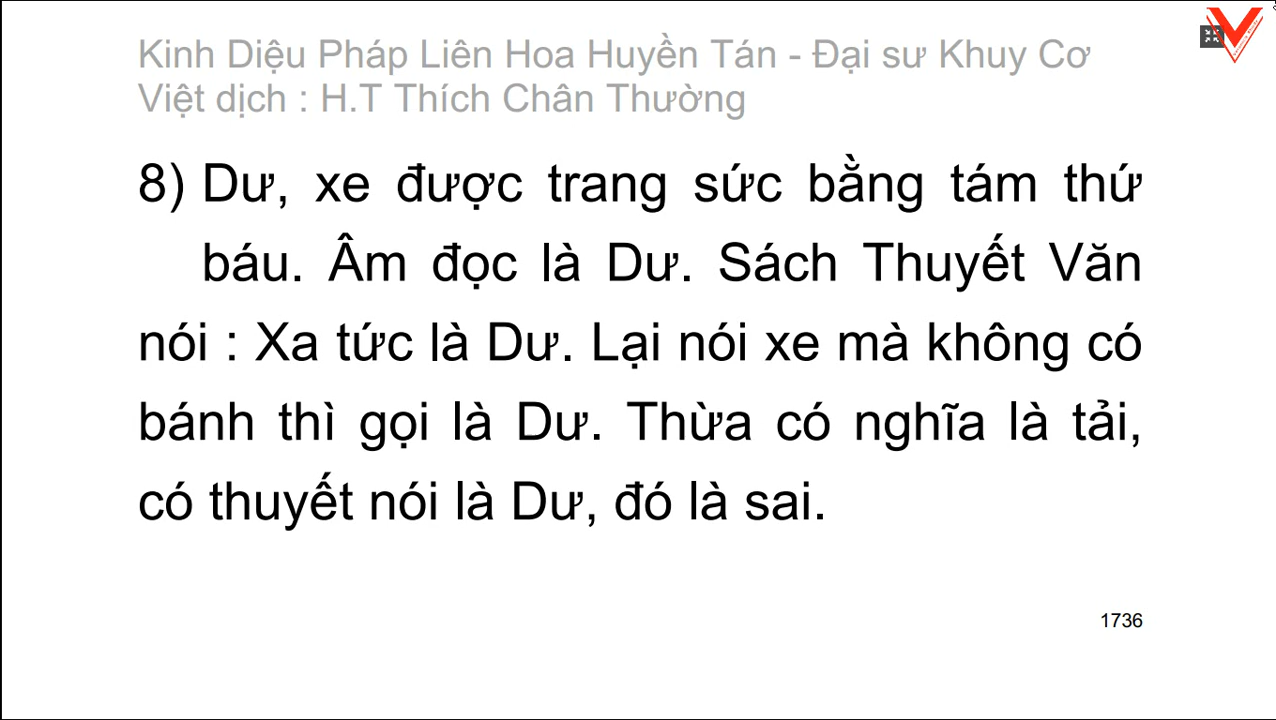 Kinh Diệu Pháp Liên Hoa Huyền Tán - Đại sư Khuy Cơ
Việt dịch : H.T Thích Chân Thường
8) Dư, xe được trang sức bằng tám thứ
báu. Âm đọc là Dư. Sách Thuyết Văn
nói : Xa tức là Dư. Lại nói xe mà không có
bánh thì gọi là Dư. Thừa có nghĩa là tải,
có thuyết nói là Dư, đó là sai.
1736